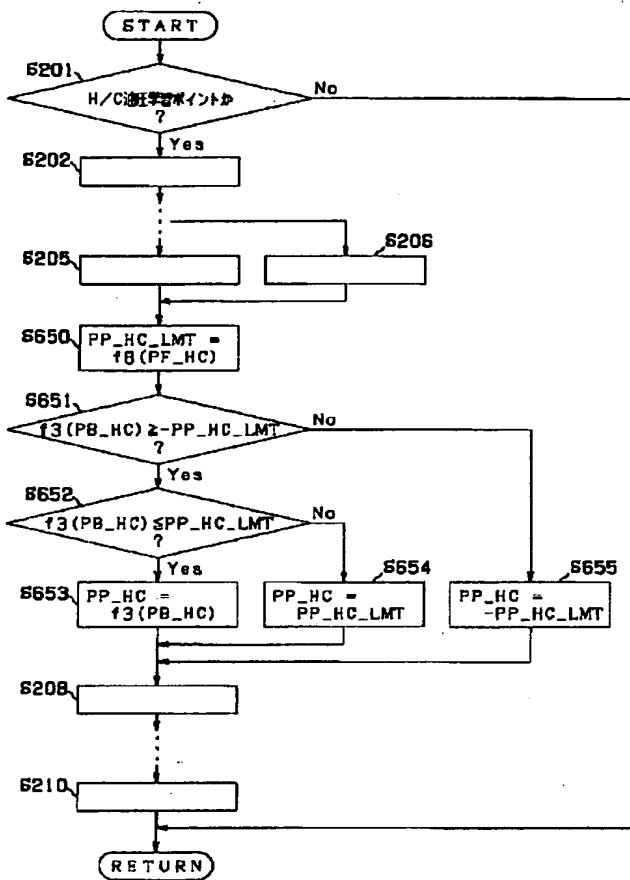 START
S201
H/C油圧学習ポイントか
?
No
Yes
S202
S205
S206
S650
PP_HC_LMT =
f6(PF_HC)
S651
f3(PB_HC)≧-PP_HC_LMT
?
No
Yes
S652
f3(PB_HC)≦PP_HC_LMT
?
No
Yes
S653
PP_HC =
f3(PB_HC)
S654
PP_HC =
PP_HC_LMT
S655
PP_HC =
-PP_HC_LMT
S208
S210
RETURN